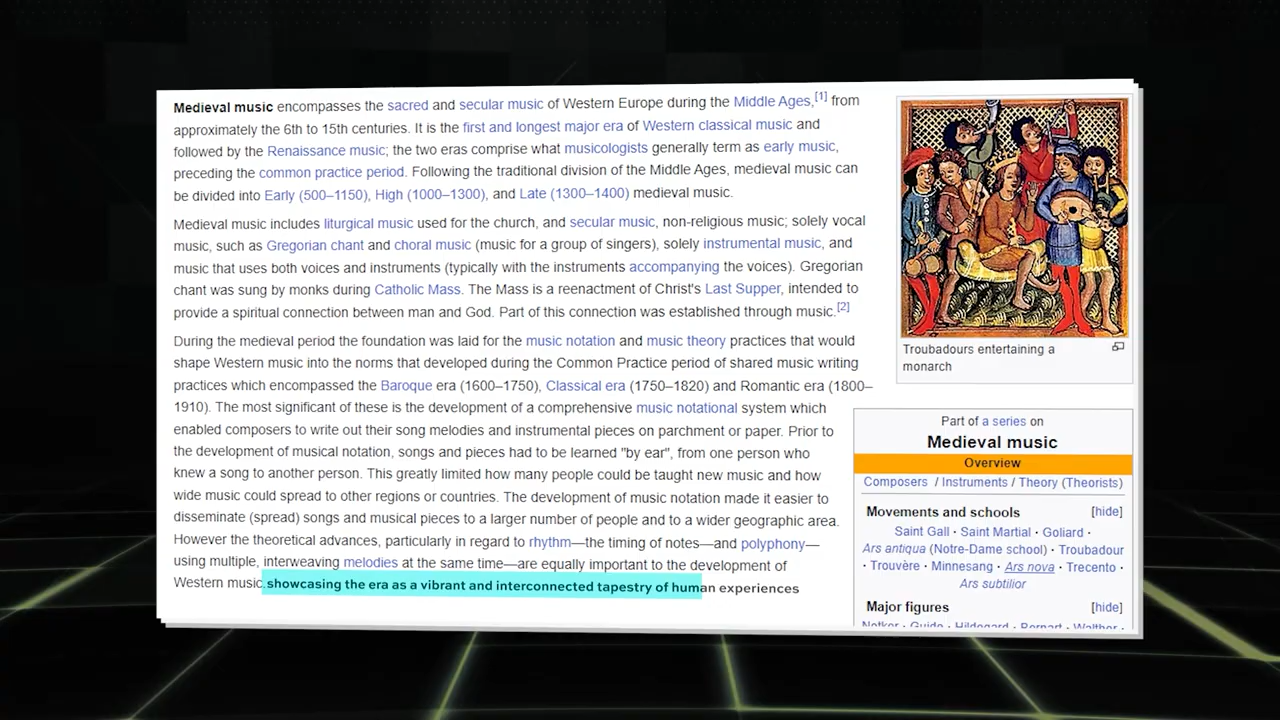 Medieval music encompasses the sacred and secular music of Western Europe during the Middle Ages,[1] from
approximately the 6th to 15th centuries. It is the first and longest major era of Western classical music and
followed by the Renaissance music; the two eras comprise what musicologists generally term as early music,
preceding the common practice period. Following the traditional division of the Middle Ages, medieval music can
be divided into Early (500–1150), High (1000–1300), and Late (1300–1400) medieval music.
Medieval music includes liturgical music used for the church, and secular music, non-religious music; solely vocal
music, such as Gregorian chant and choral music (music for a group of singers), solely instrumental music, and
music that uses both voices and instruments (typically with the instruments accompanying the voices). Gregorian
chant was sung by monks during Catholic Mass. The Mass is a reenactment of Christ's Last Supper, intended to
provide a spiritual connection between man and God. Part of this connection was established through music.[2]
During the medieval period the foundation was laid for the music notation and music theory practices that would
shape Western music into the norms that developed during the Common Practice period of shared music writing
practices which encompassed the Baroque era (1600–1750), Classical era (1750–1820) and Romantic era (1800–
1910). The most significant of these is the development of a comprehensive music notational system which
enabled composers to write out their song melodies and instrumental pieces on parchment or paper. Prior to
the development of musical notation, songs and pieces had to be learned "by ear", from one person who
knew a song to another person. This greatly limited how many people could be taught new music and how
wide music could spread to other regions or countries. The development of music notation made it easier to
disseminate (spread) songs and musical pieces to a larger number of people and to a wider geographic area.
However the theoretical advances, particularly in regard to rhythm—the timing of notes—and polyphony—
using multiple, interweaving melodies at the same time—are equally important to the development of
Western music showcasing the era as a vibrant and interconnected tapestry of human experiences
Troubadours entertaining a
monarch
Part of a series on
Medieval music
Overview
Composers / Instruments / Theory (Theorists)
Movements and schools [hide]
Saint Gall · Saint Martial · Goliard ·
Ars antiqua (Notre-Dame school) · Troubadour
· Trouvère · Minnesang · Ars nova · Trecento ·
Ars subtilior
Major figures [hide]
Notker · Guido · Hildegard · Bernart · Walther ·